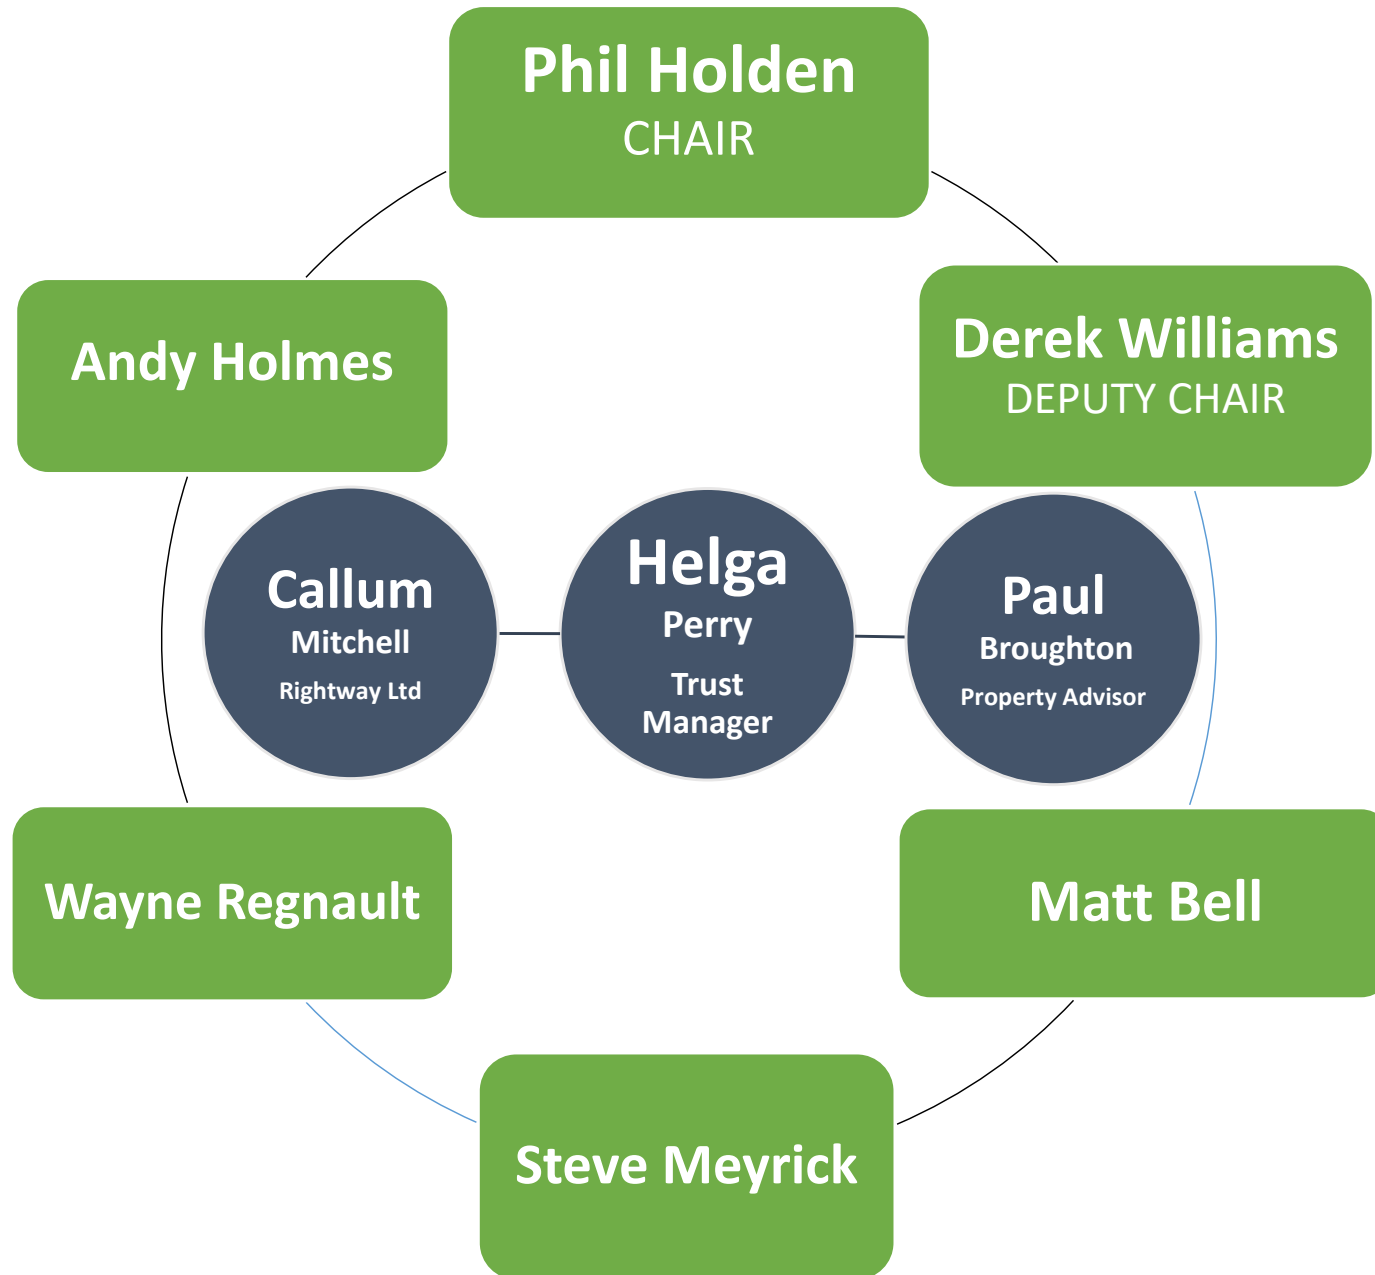 Phil Holden
CHAIR
Andy Holmes
Derek Williams
DEPUTY CHAIR
Callum
Mitchell
Rightway Ltd
Helga
Perry
Trust
Manager
Paul
Broughton
Property Advisor
Wayne Regnault
Matt Bell
Steve Meyrick